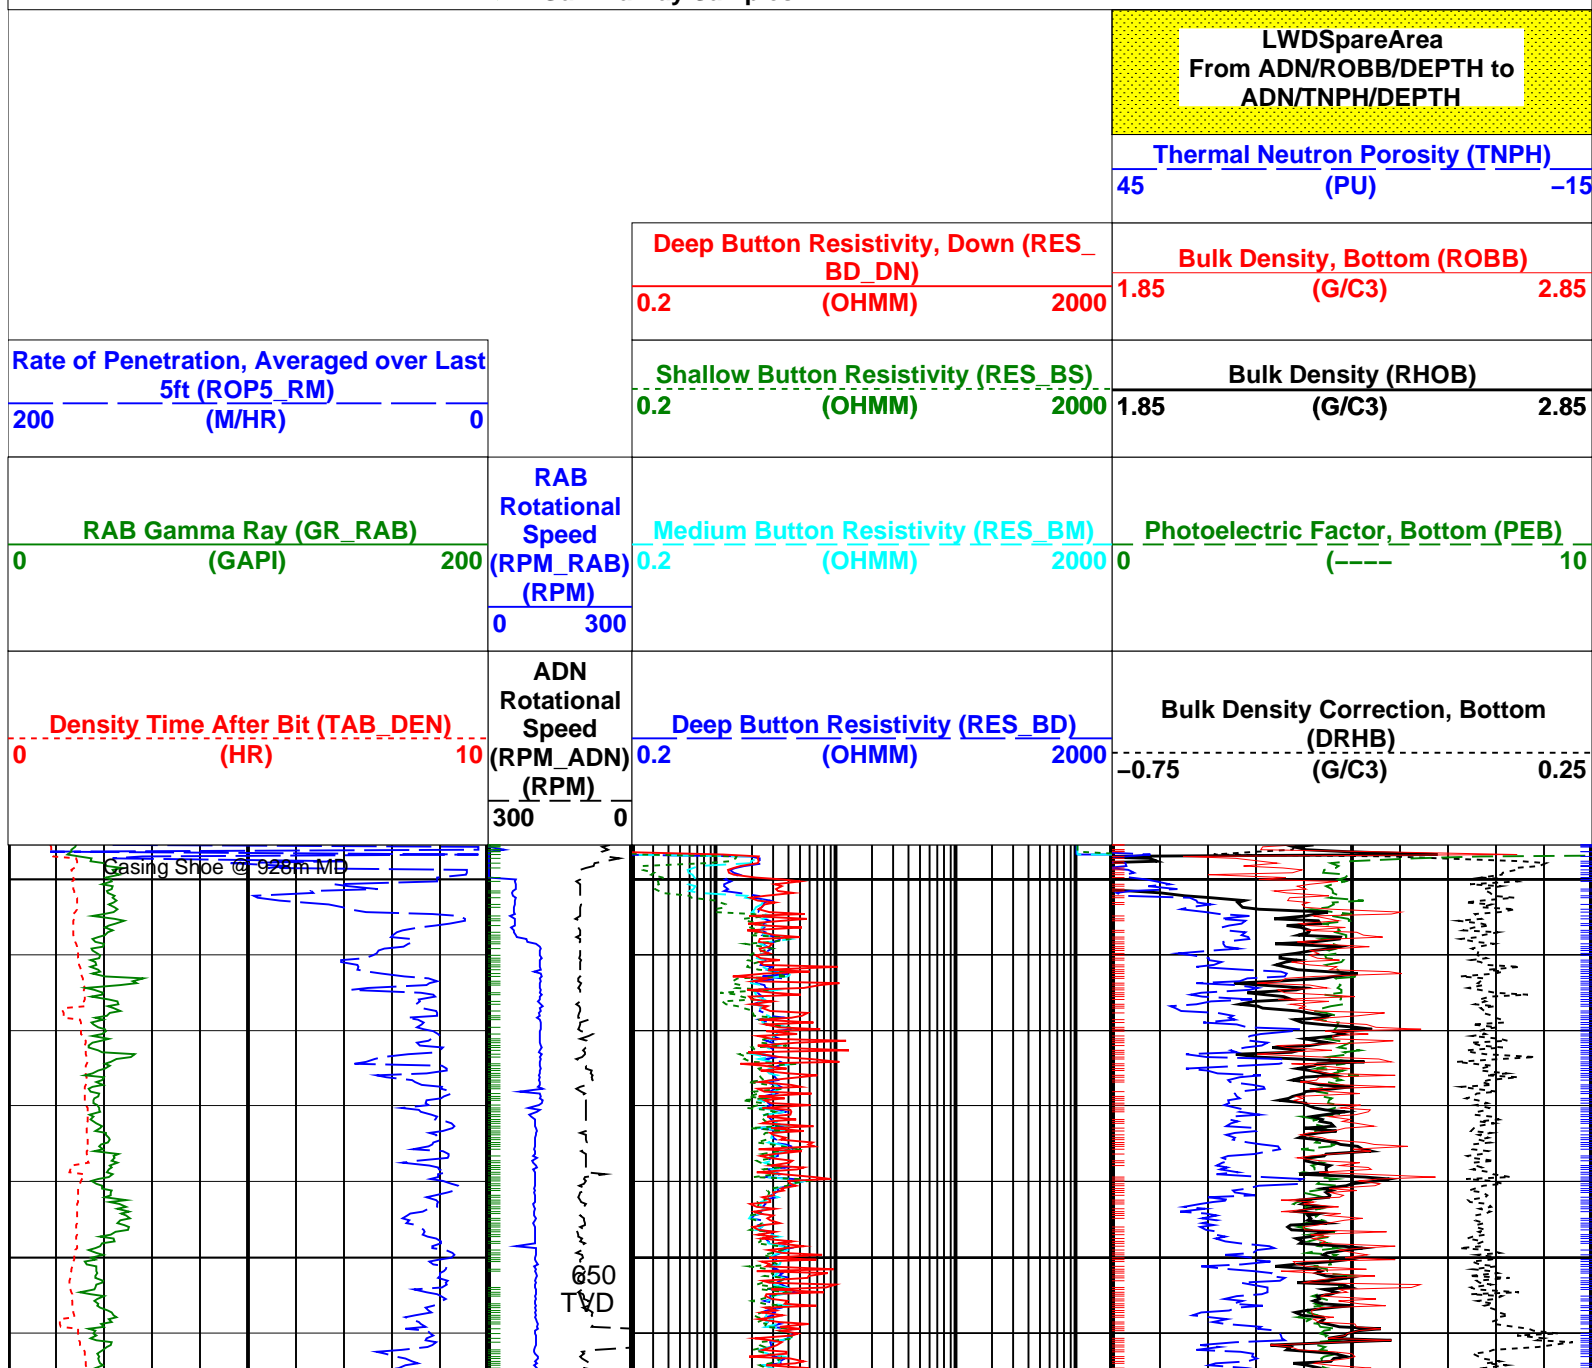 LWDSpareArea
From ADN/ROBB/DEPTH to
ADN/TNPH/DEPTH
Thermal Neutron Porosity (TNPH)
45 (PU) −15
Deep Button Resistivity, Down (RES_
BD_DN)
0.2 (OHMM) 2000
Bulk Density, Bottom (ROBB)
1.85 (G/C3) 2.85
Rate of Penetration, Averaged over Last
5ft (ROP5_RM)
200 (M/HR) 0
Shallow Button Resistivity (RES_BS)
0.2 (OHMM) 2000
Bulk Density (RHOB)
1.85 (G/C3) 2.85
RAB Gamma Ray (GR_RAB)
0 (GAPI) 200
RAB
Rotational
Speed
(RPM_RAB)
(RPM)
0 300
Medium Button Resistivity (RES_BM)
0.2 (OHMM) 2000
Photoelectric Factor, Bottom (PEB)
0 (−−−− 10
Density Time After Bit (TAB_DEN)
0 (HR) 10
ADN
Rotational
Speed
(RPM_ADN)
(RPM)
300 0
Deep Button Resistivity (RES_BD)
0.2 (OHMM) 2000
Bulk Density Correction, Bottom
(DRHB)
−0.75 (G/C3) 0.25
Casing Shoe @ 928m MD
650
TVD